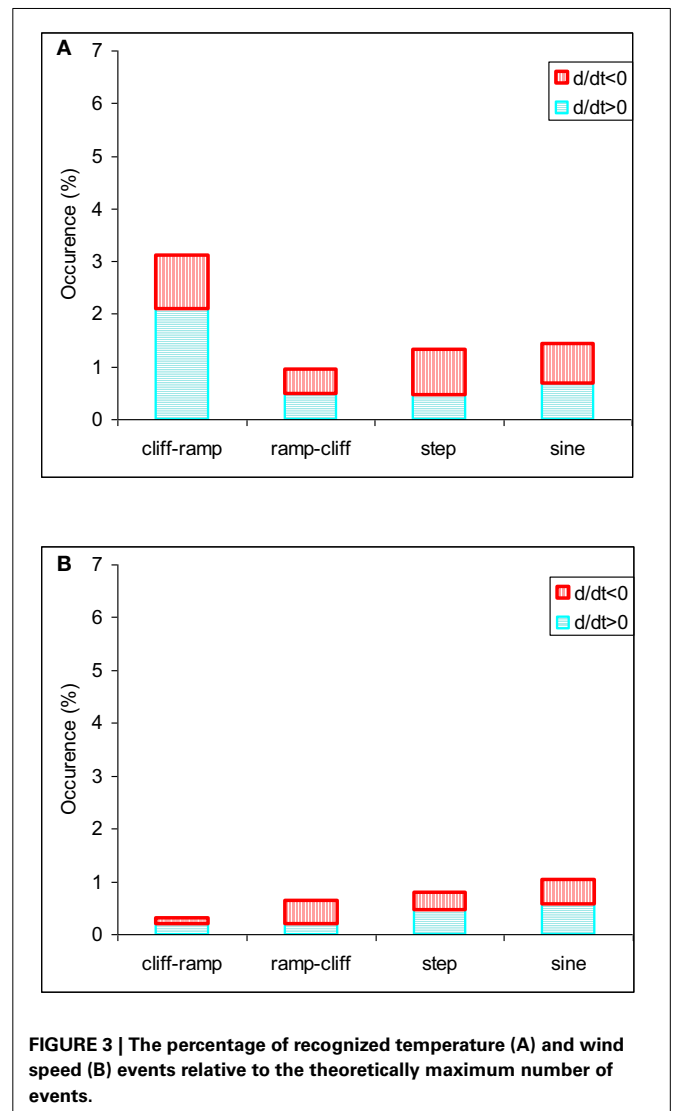 A
7
6
5
4
3
2
1
0
Occurence (%)
d/dt<0
d/dt>0
cliff-ramp ramp-cliff step sine
B
7
6
5
4
3
2
1
0
Occurence (%)
d/dt<0
d/dt>0
cliff-ramp ramp-cliff step sine
FIGURE 3 | The percentage of recognized temperature (A) and wind
speed (B) events relative to the theoretically maximum number of
events.